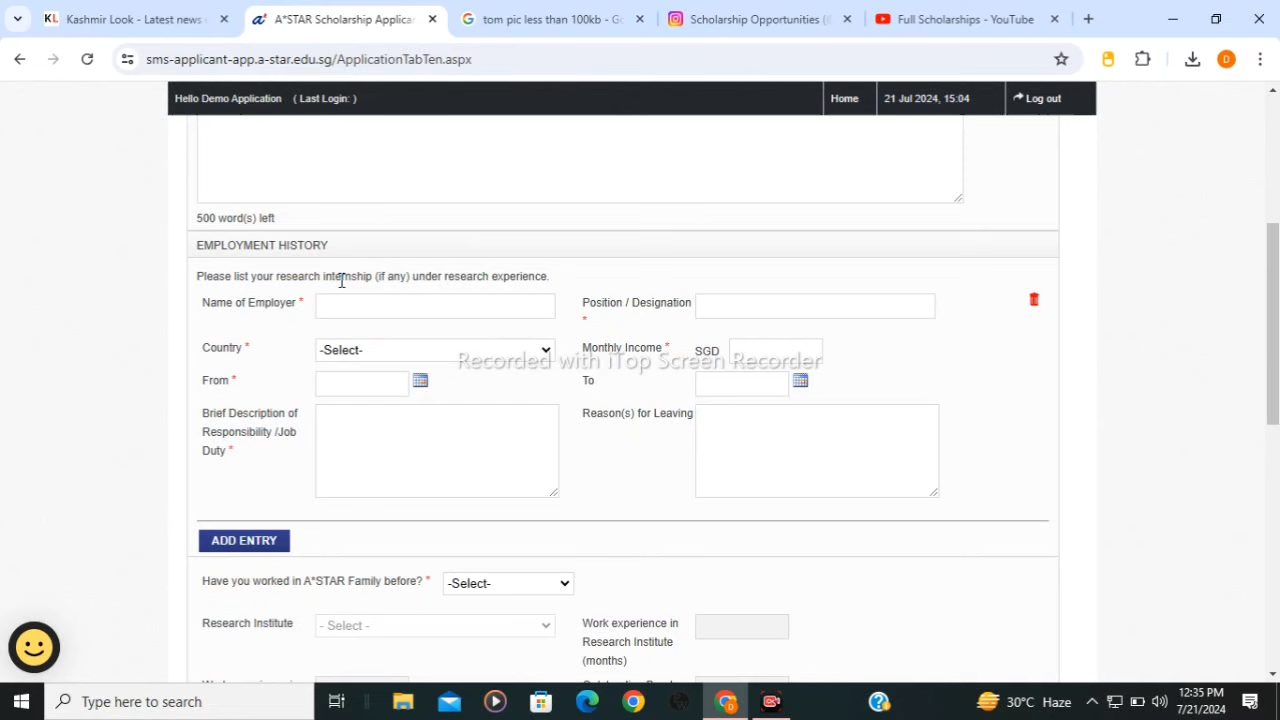 Kashmir Look - Latest news
A*STAR Scholarship Applican
tom pic less than 100kb - Go
Scholarship Opportunities (@
Full Scholarships - YouTube
sms-applicant-app.a-star.edu.sg/ApplicationTabTen.aspx
D
Hello Demo Application ( Last Login: )
Home
21 Jul 2024, 15:04
Log out
500 word(s) left
EMPLOYMENT HISTORY
Please list your research internship (if any) under research experience.
Name of Employer *
Position / Designation *
Country *
-Select-
Monthly Income *
SGD
Recorded with iTop Screen Recorder
From *
To
Brief Description of
Responsibility /Job
Duty *
Reason(s) for Leaving
ADD ENTRY
Have you worked in A*STAR Family before? *
-Select-
Research Institute
- Select -
Work experience in
Research Institute
(months)
Type here to search
30°C Haze
12:35 PM
7/21/2024